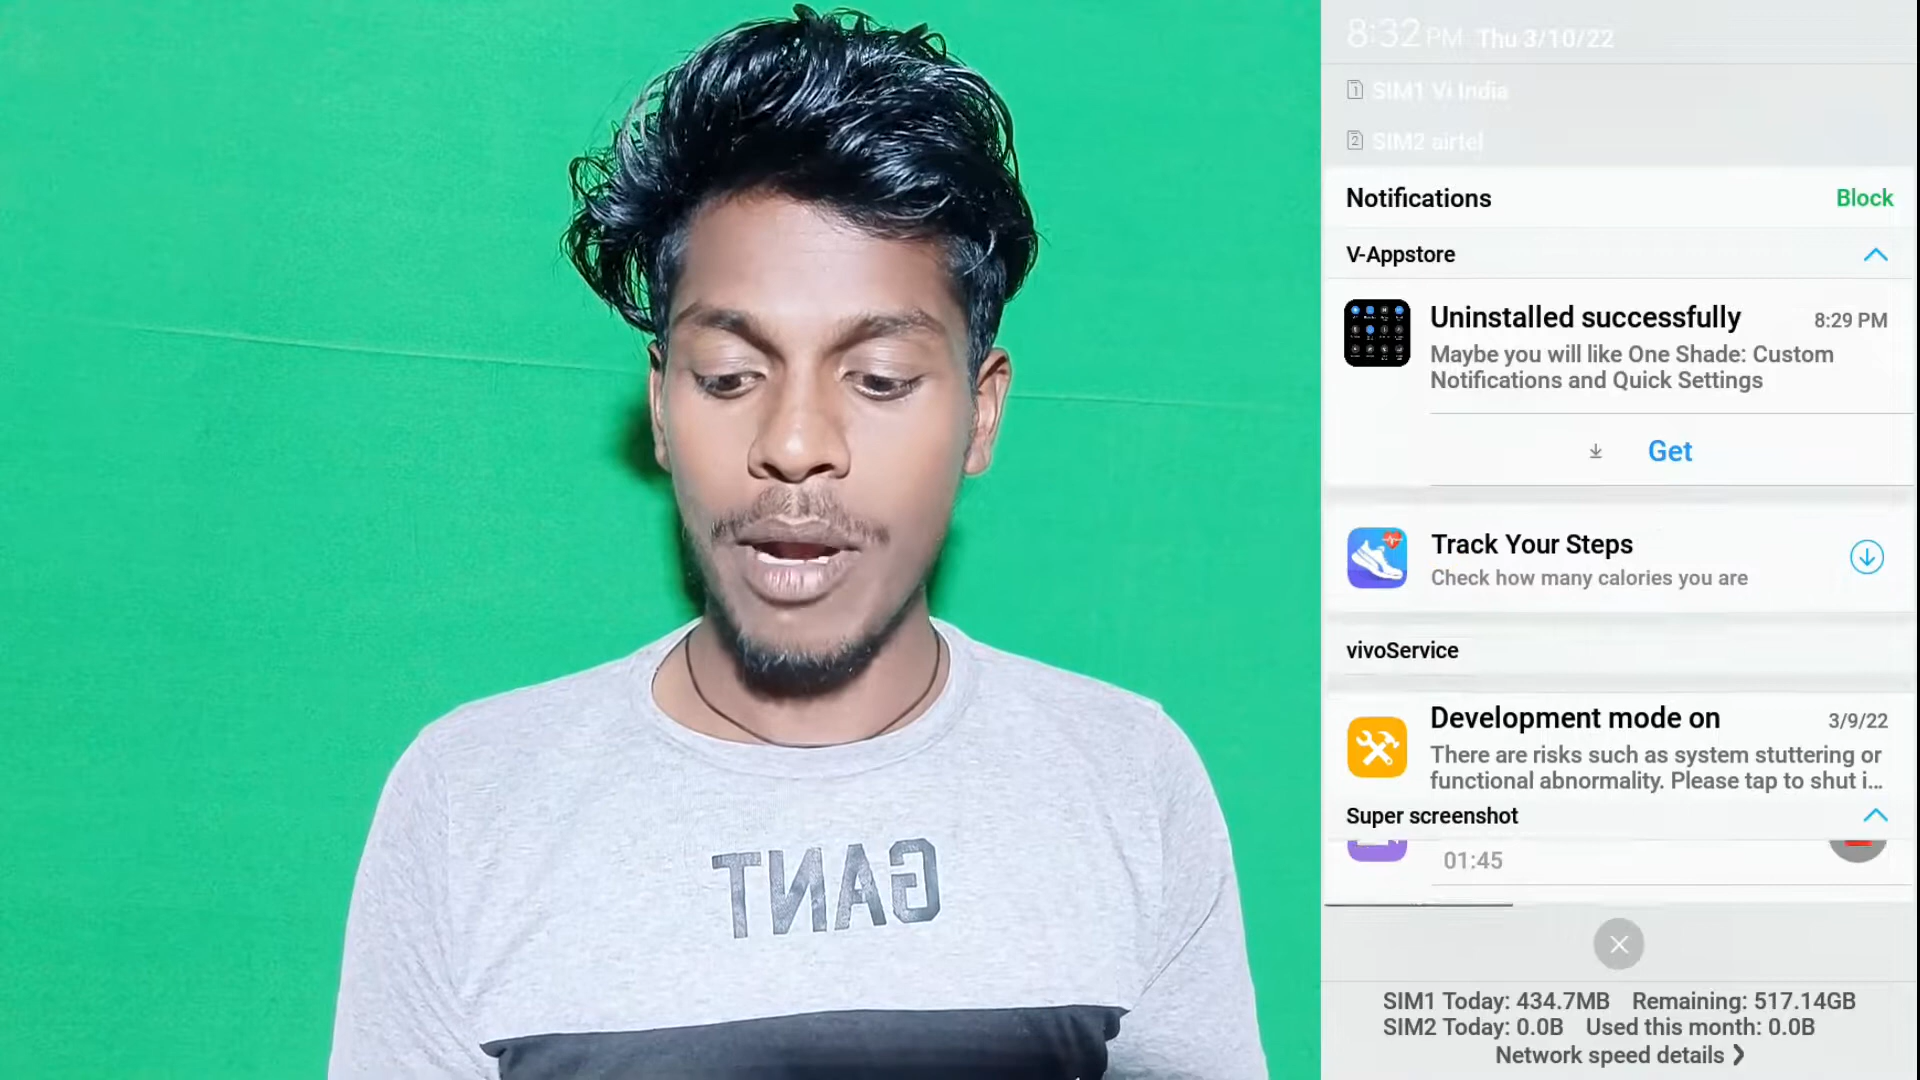 8:32 PM Thu 3/10/22
1 SIM1 Vi India
2 SIM2 airtel
Notifications Block
V-Appstore
Uninstalled successfully 8:29 PM
Maybe you will like One Shade: Custom
Notifications and Quick Settings
Get
Track Your Steps
Check how many calories you are
vivoService
Development mode on 3/9/22
There are risks such as system stuttering or
functional abnormality. Please tap to shut i...
Super screenshot
01:45
SIM1 Today: 434.7MB Remaining: 517.14GB
SIM2 Today: 0.0B Used this month: 0.0B
Network speed details
GANT